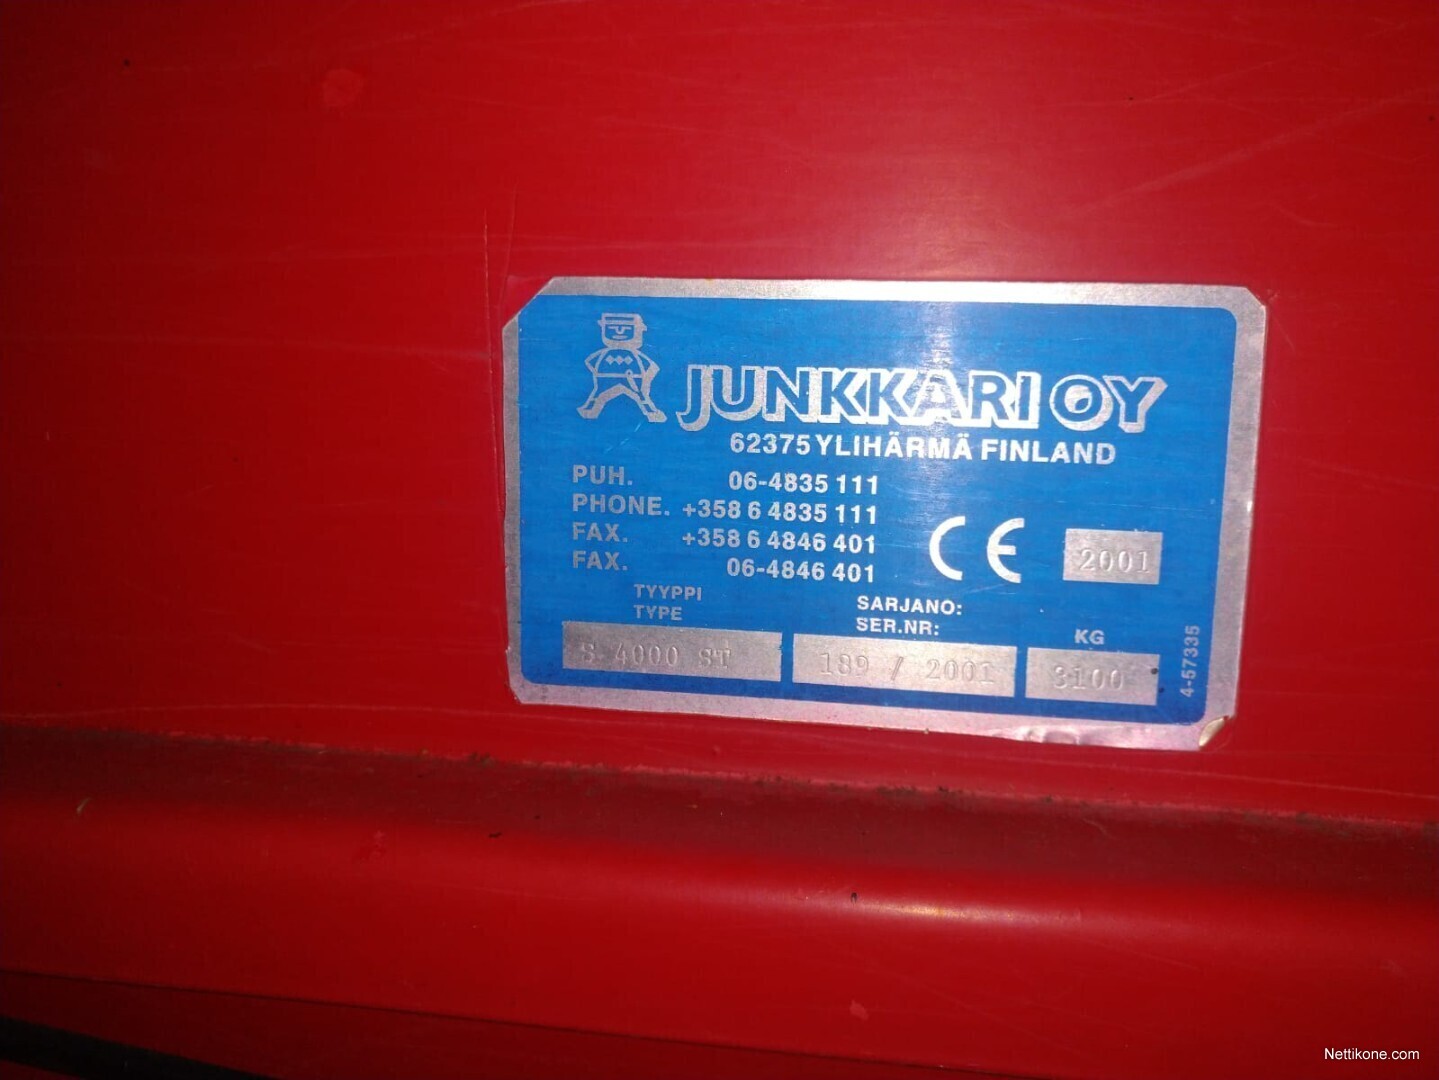 JUNKKARI OY
62375 YLIHÄRMÄ FINLAND
PUH. 06-4835 111
PHONE. +358 6 4835 111
FAX. +358 6 4846 401
FAX. 06-4846 401
CE 2001
TYYPPI
TYPE
SARJANO:
SER.NR:
KG
S 4000 ST 189 / 2001 3100
4-57335
Nettikone.com